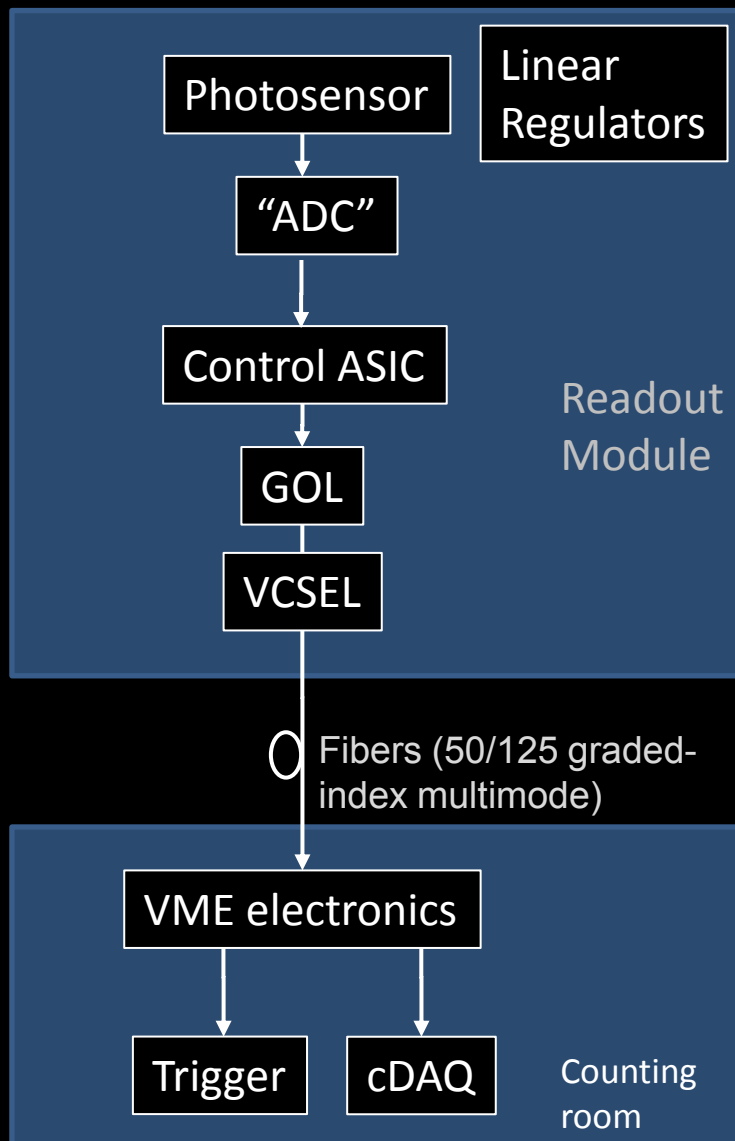 Photosensor
Linear
Regulators
“ADC”
Control ASIC
Readout
Module
GOL
VCSEL
Fibers (50/125 graded-
index multimode)
VME electronics
Trigger
cDAQ
Counting
room